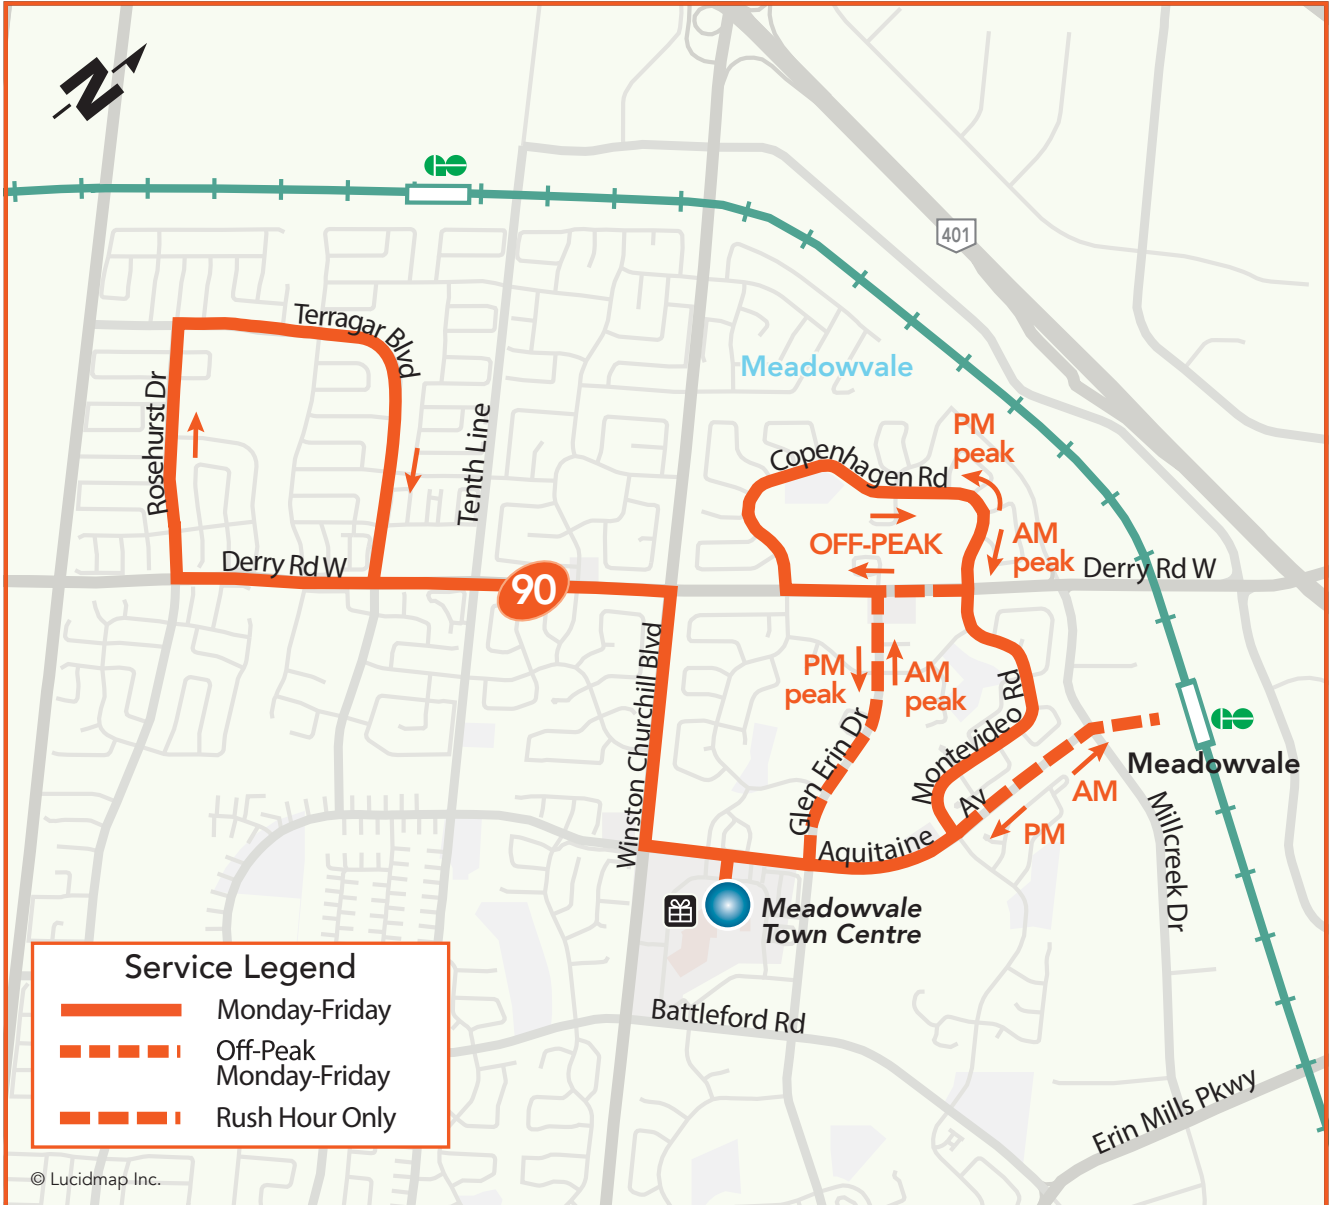 N
GO
401
Terragar Blvd
Meadowvale
Rosehurst Dr
Tenth Line
PM
peak
Copenhagen Rd
OFF-PEAK
AM
peak
Derry Rd W
Derry Rd W
90
Winston Churchill Blvd
PM
peak
AM
peak
Montevideo Rd
Glen Erin Dr
GO
Meadowvale
AM
PM
Aquitaine Av
Millcreek Dr
Meadowvale
Town Centre
Battleford Rd
Erin Mills Pkwy
Service Legend
Monday-Friday
Off-Peak
Monday-Friday
Rush Hour Only
© Lucidmap Inc.